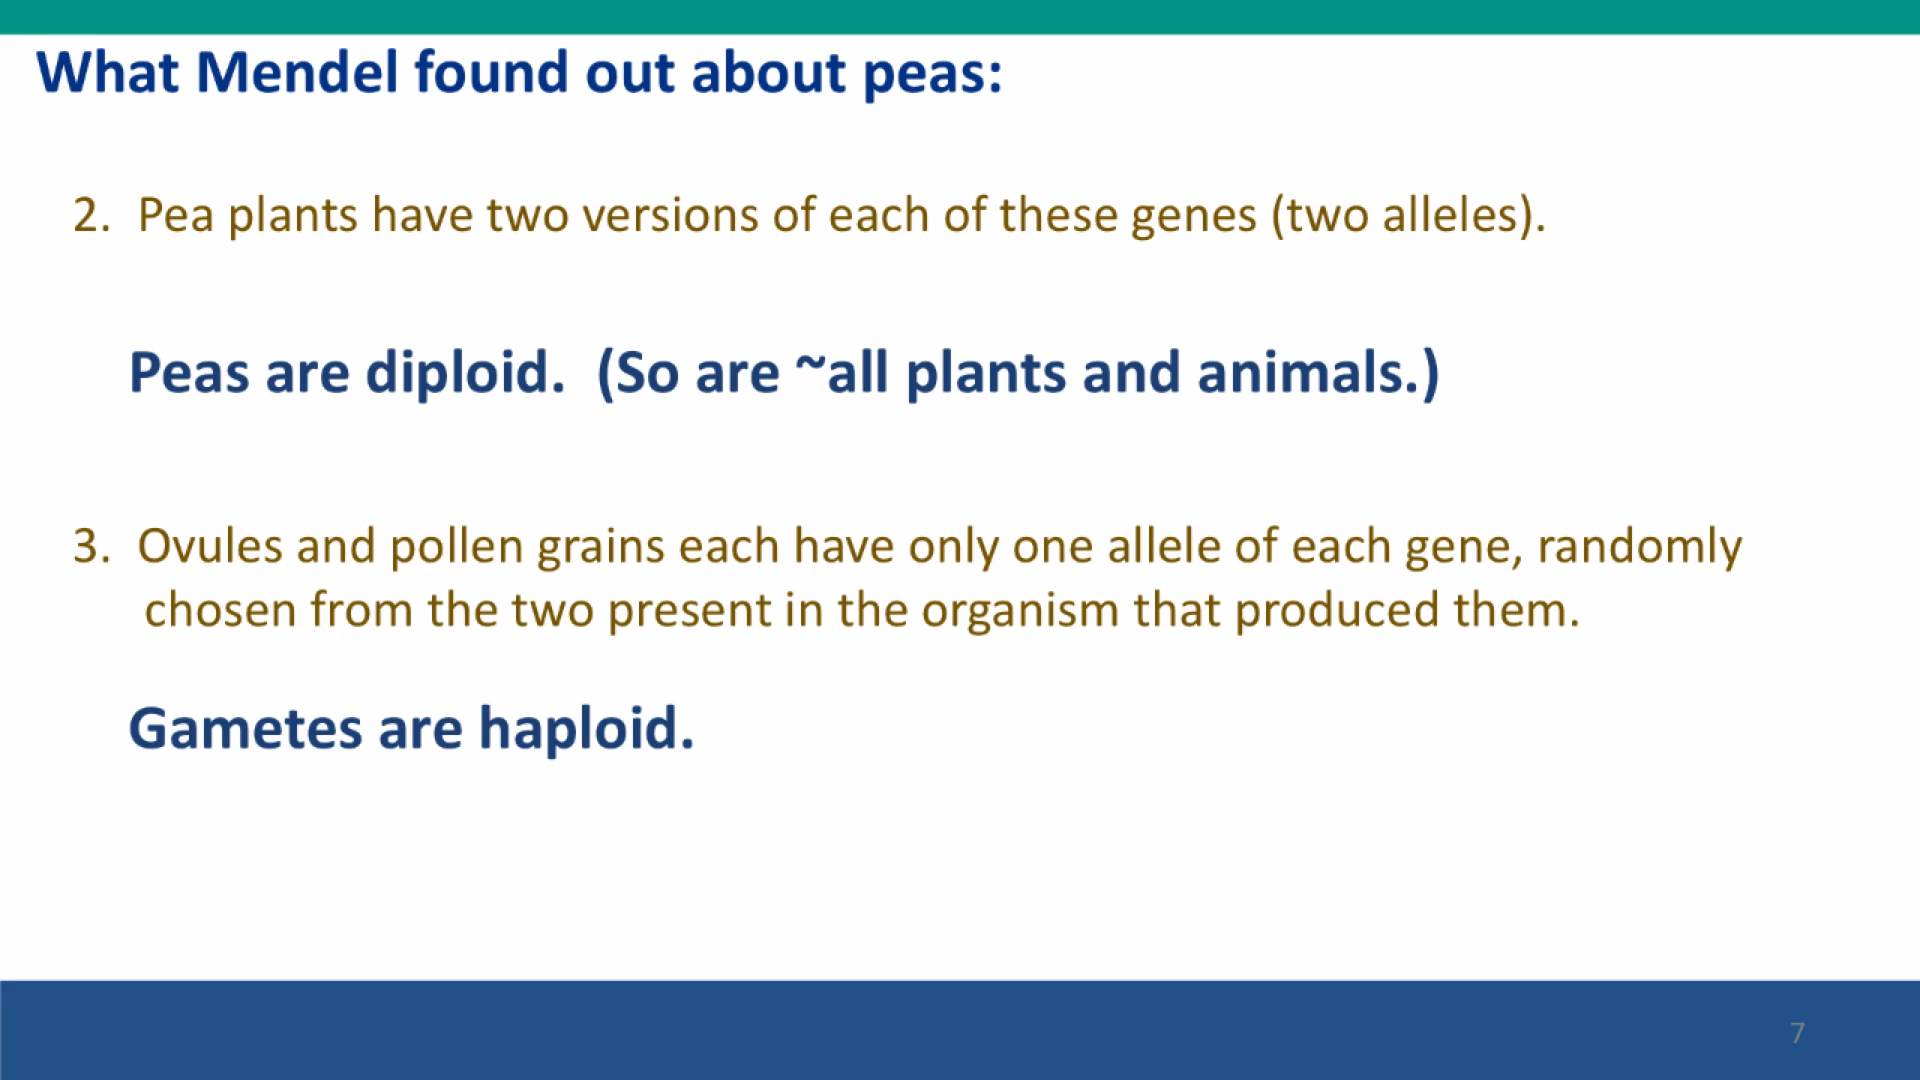 What Mendel found out about peas:
2. Pea plants have two versions of each of these genes (two alleles).
Peas are diploid. (So are ~all plants and animals.)
3. Ovules and pollen grains each have only one allele of each gene, randomly
chosen from the two present in the organism that produced them.
Gametes are haploid.
7